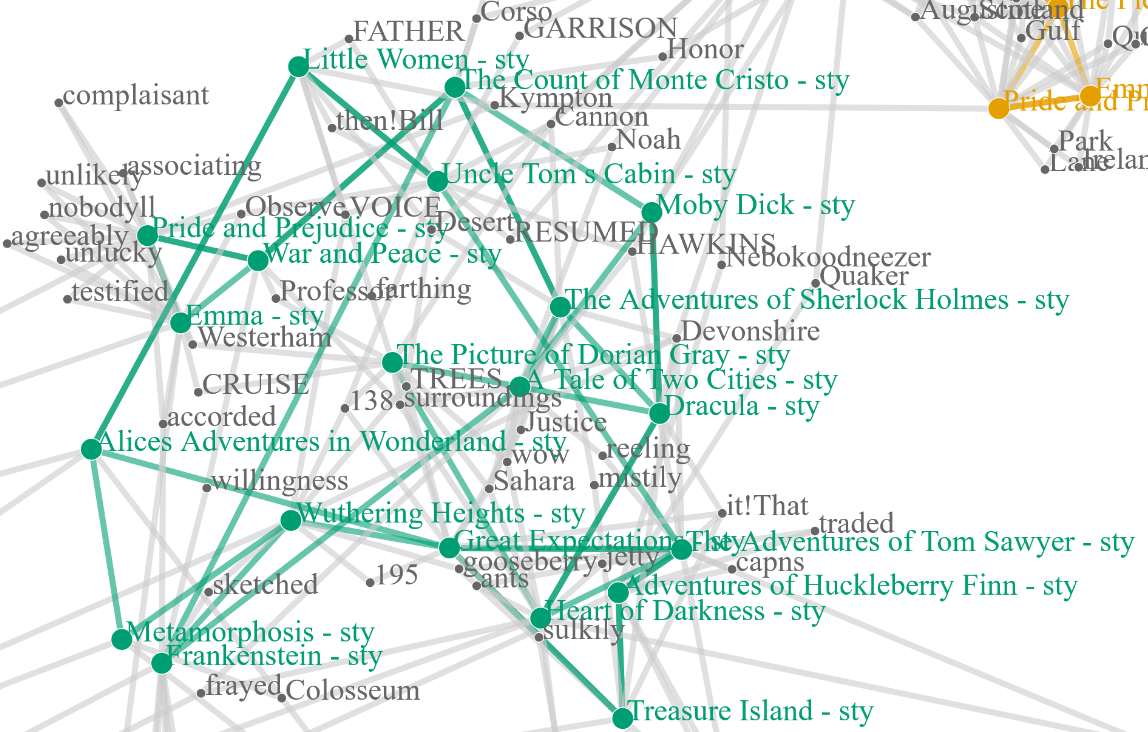 Corso
FATHER
GARRISON
Honor
Little Women - sty
The Count of Monte Cristo - sty
complaisant
Kympton
Cannon
then!Bill
Noah
associating
unlikely
Uncle Tom s Cabin - sty
nobodyll
Observe
VOICE
Moby Dick - sty
Desert
Pride and Prejudice - sty
RESUMED
agreeably
unlucky
War and Peace - sty
HAWKINS
Nebokoodneezer
Quaker
testified
Professor
farthing
The Adventures of Sherlock Holmes - sty
Emma - sty
Westerham
Devonshire
The Picture of Dorian Gray - sty
CRUISE
TREES
A Tale of Two Cities - sty
138
surroundings
Dracula - sty
accorded
Justice
Alices Adventures in Wonderland - sty
wow
reeling
willingness
Sahara
mistily
it!That
Wuthering Heights - sty
traded
Great Expectations - sty
The Adventures of Tom Sawyer - sty
gooseberry
Jetty
capns
195
ants
sketched
Adventures of Huckleberry Finn - sty
Heart of Darkness - sty
Metamorphosis - sty
sulkily
Frankenstein - sty
frayed
Colosseum
Treasure Island - sty
Gulf
Pride and
Park
Lane